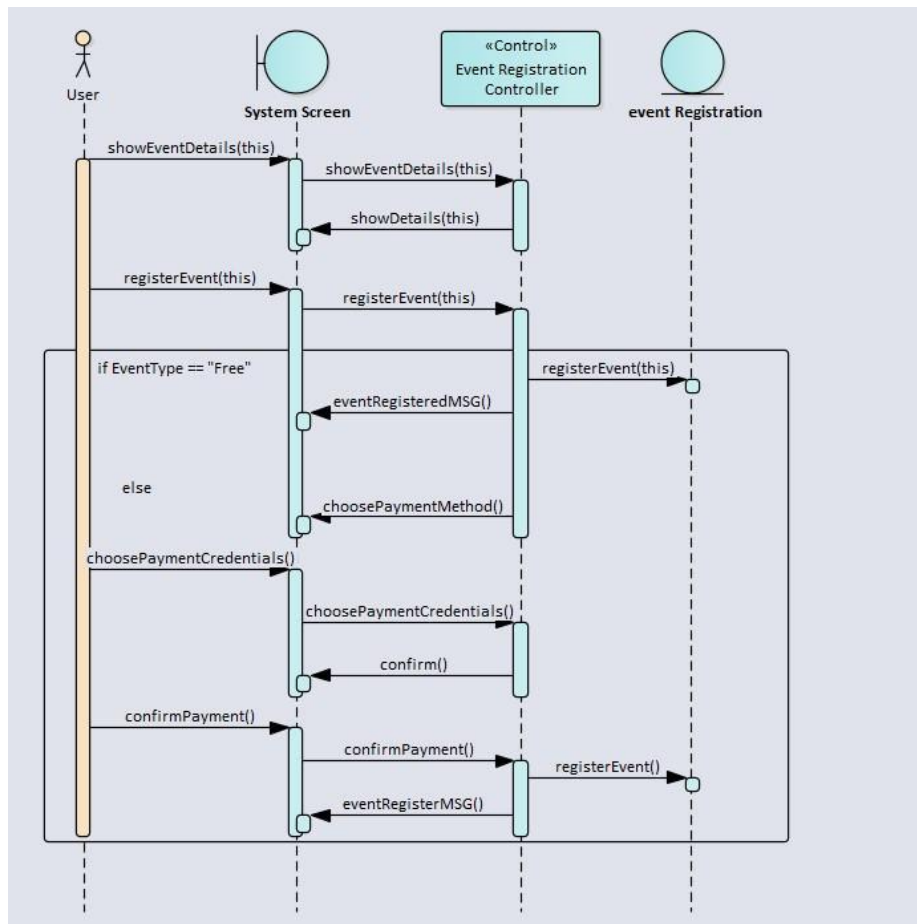 «Control»
Event Registration
Controller
User
System Screen
event Registration
showEventDetails(this)
showEventDetails(this)
showDetails(this)
registerEvent(this)
registerEvent(this)
if EventType == "Free"
registerEvent(this)
eventRegisteredMSG()
else
choosePaymentMethod()
choosePaymentCredentials()
choosePaymentCredentials()
confirm()
confirmPayment()
confirmPayment()
registerEvent()
eventRegisterMSG()